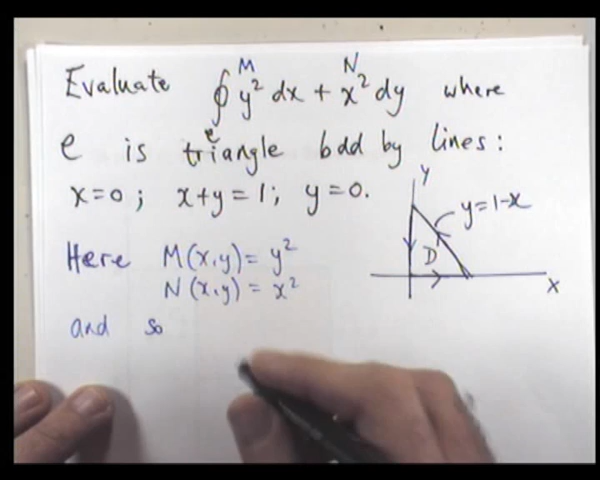 M N
Evaluate ∮_C y² dx + x² dy where
C is triangle bdd by lines:
x=0; x+y=1; y=0.
y
y=1-x
D
x
Here M(x,y)= y²
N(x,y)= x²
and so